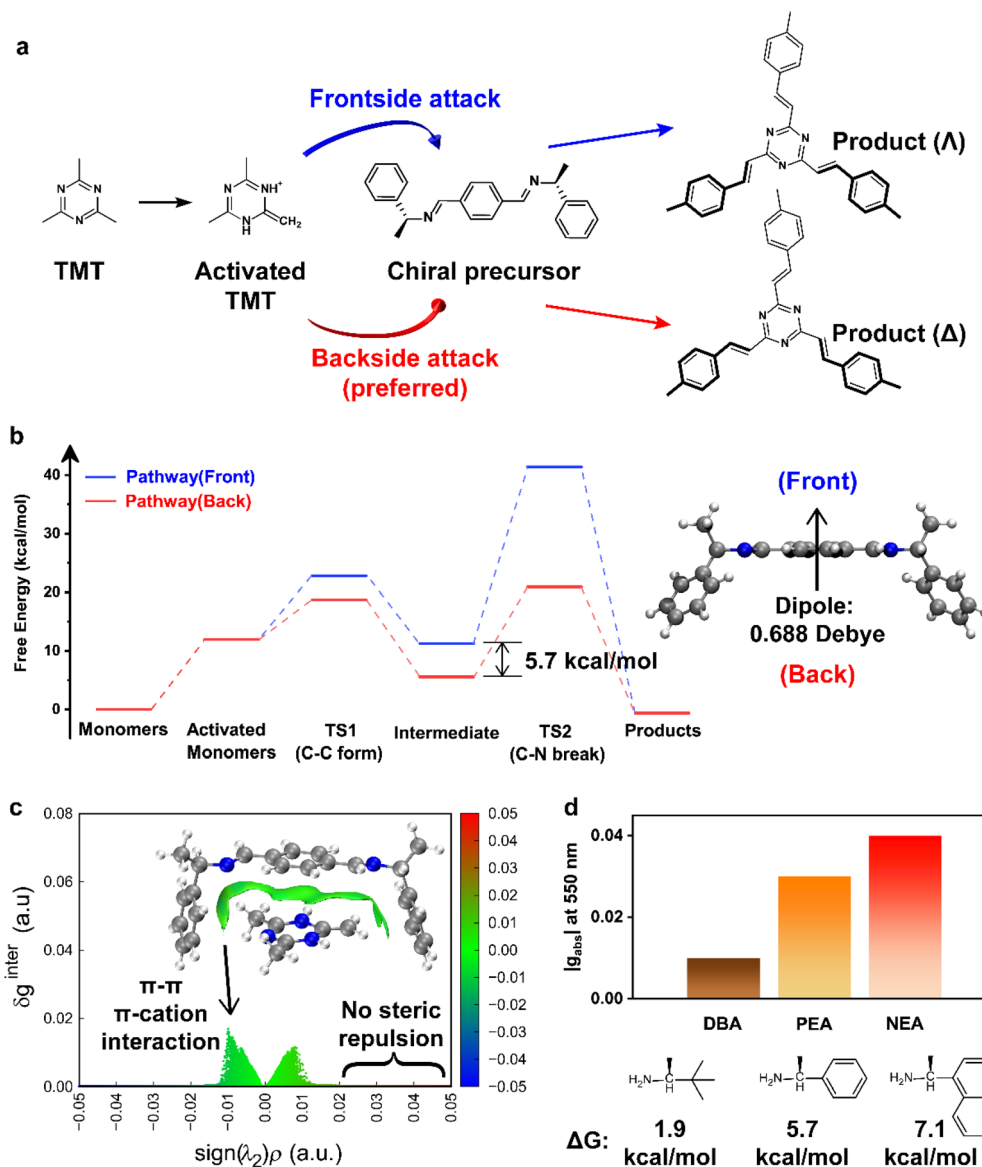 a
Frontside attack
TMT
Activated
TMT
Chiral precursor
Backside attack
(preferred)
Product (Λ)
Product (Δ)
N
N
N
NH⁺
N
N
H
CH₂
N
N
N
N
N
N
N
N
b
Free Energy (kcal/mol)
40
30
20
10
0
Pathway(Front)
Pathway(Back)
5.7 kcal/mol
Monomers
Activated
Monomers
TS1
(C-C form)
Intermediate
TS2
(C-N break)
Products
(Front)
Dipole:
0.688 Debye
(Back)
c
δg^inter (a.u)
0.08
0.06
0.04
0.02
0.00
π-π
π-cation
interaction
No steric
repulsion
−0.05
−0.04
−0.03
−0.02
−0.01
0.00
0.01
0.02
0.03
0.04
0.05
sign(λ₂)ρ (a.u.)
0.05
0.04
0.03
0.02
0.01
0.00
−0.01
−0.02
−0.03
−0.04
−0.05
d
|g_abs| at 550 nm
0.04
0.02
0.00
DBA
PEA
NEA
H₂N
H
H₂N
H
H₂N
H
ΔG:
1.9
kcal/mol
5.7
kcal/mol
7.1
kcal/mol